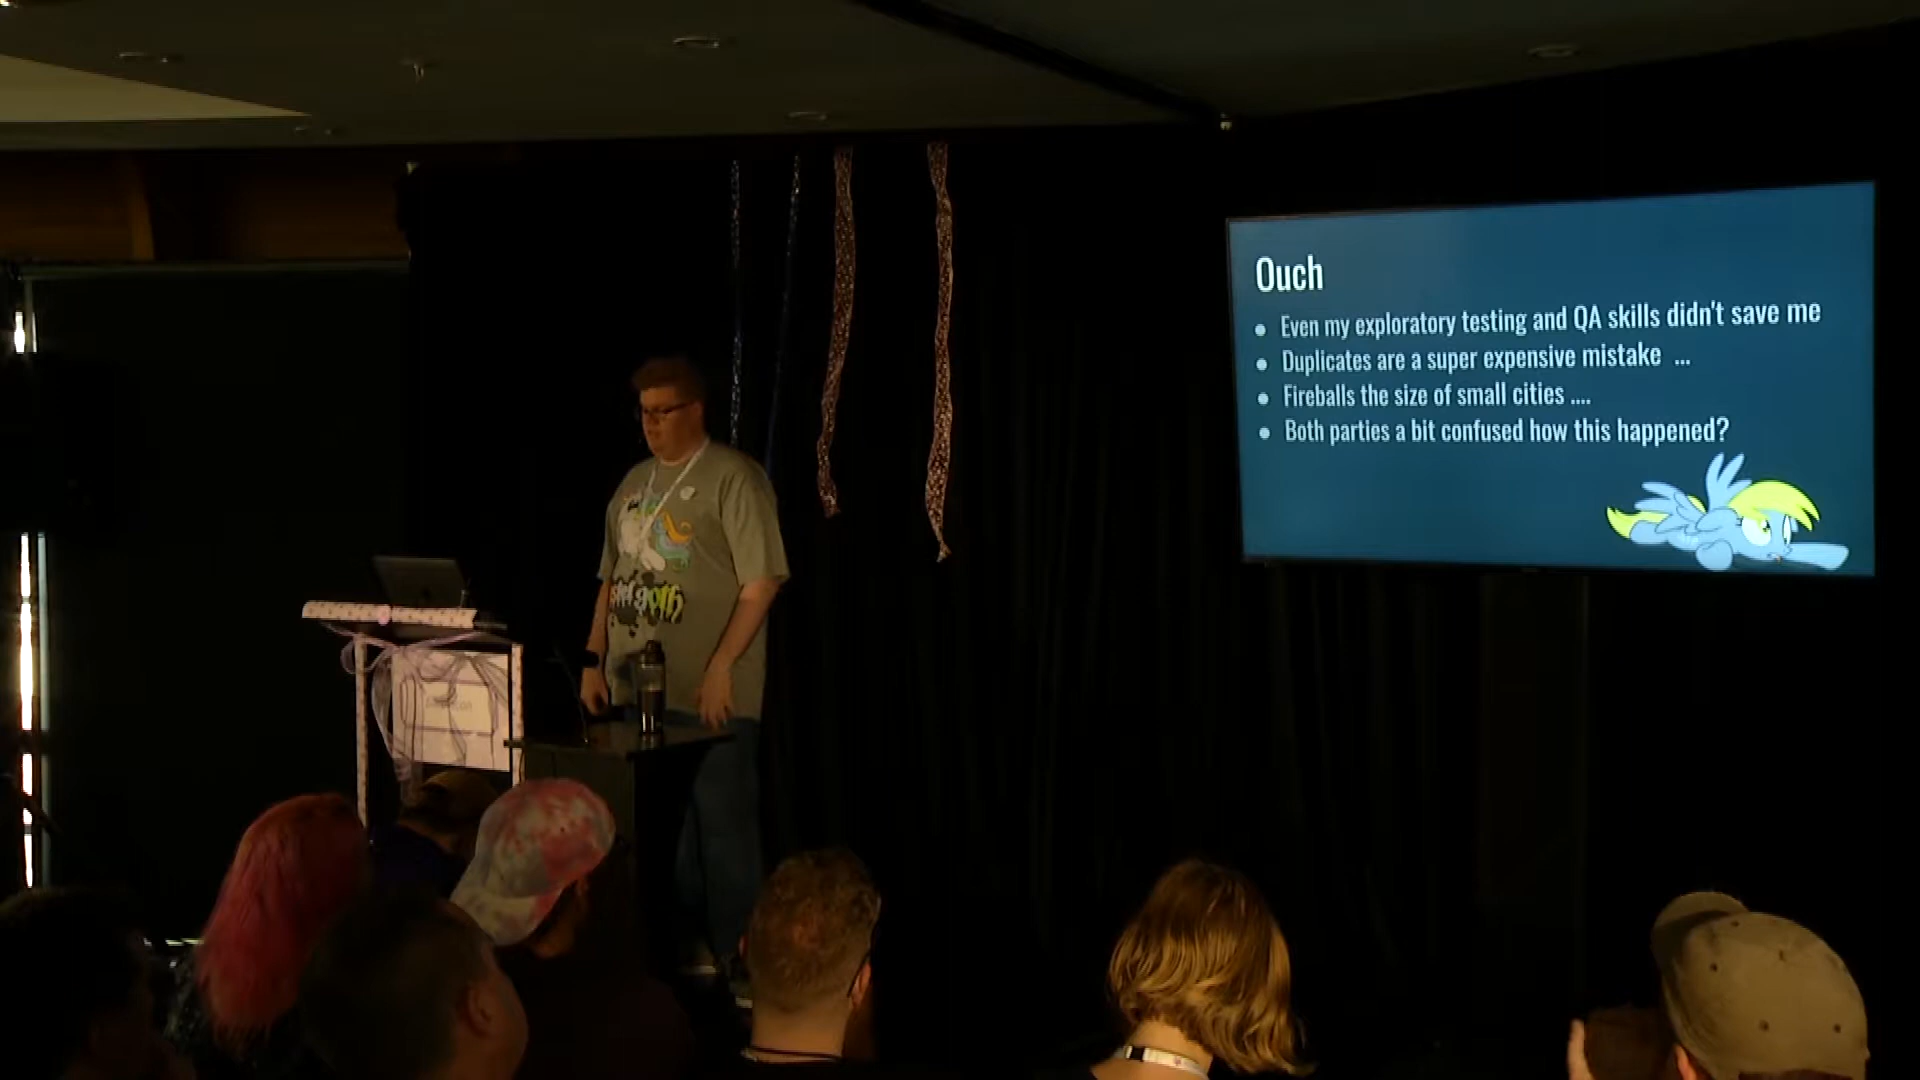 Ouch
Even my exploratory testing and QA skills didn't save me
Duplicates are a super expensive mistake ...
Fireballs the size of small cities ....
Both parties a bit confused how this happened?
goth